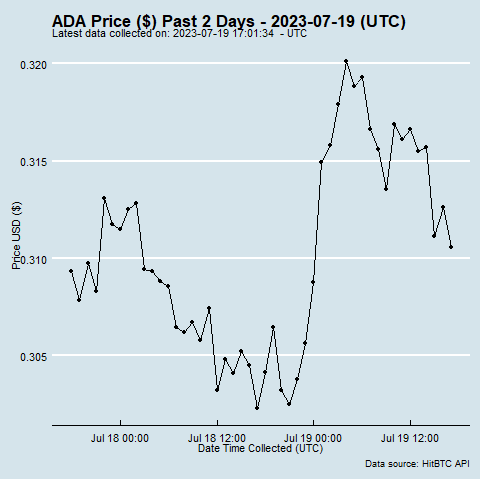 ADA Price ($) Past 2 Days - 2023-07-19 (UTC)
Latest data collected on: 2023-07-19 17:01:34 - UTC
0.320
0.315
0.310
0.305
Price USD ($)
Jul 18 00:00
Jul 18 12:00
Jul 19 00:00
Jul 19 12:00
Date Time Collected (UTC)
Data source: HitBTC API